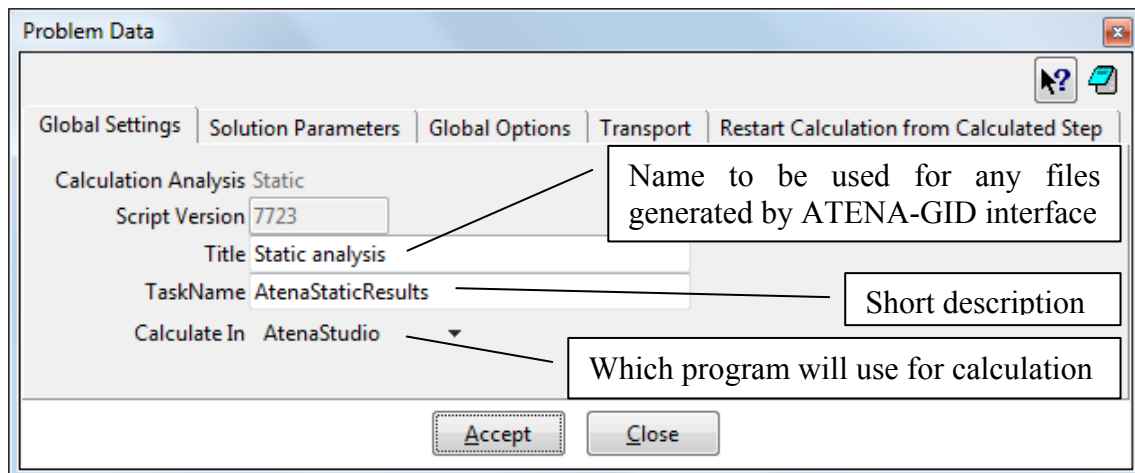 Problem Data
Global Settings Solution Parameters Global Options Transport Restart Calculation from Calculated Step
Calculation Analysis Static
Script Version 7723
Title Static analysis
TaskName AtenaStaticResults
Calculate In AtenaStudio
Name to be used for any files
generated by ATENA-GID interface
Short description
Which program will use for calculation
Accept Close